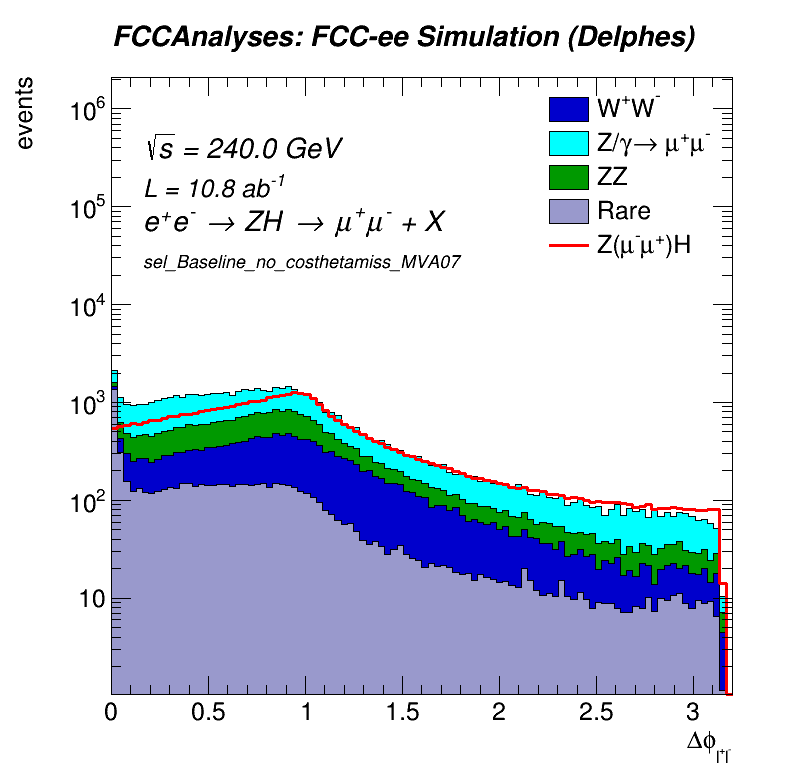 FCCAnalyses: FCC-ee Simulation (Delphes)
events
10⁶
10⁵
10⁴
10³
10²
10
√s = 240.0 GeV
L = 10.8 ab⁻¹
e⁺e⁻ → ZH → μ⁺μ⁻ + X
sel_Baseline_no_costhetamiss_MVA07
W⁺W⁻
Z/γ→ μ⁺μ⁻
ZZ
Rare
Z(μ⁻μ⁺)H
0 0.5 1 1.5 2 2.5 3
Δϕ_l⁺l⁻